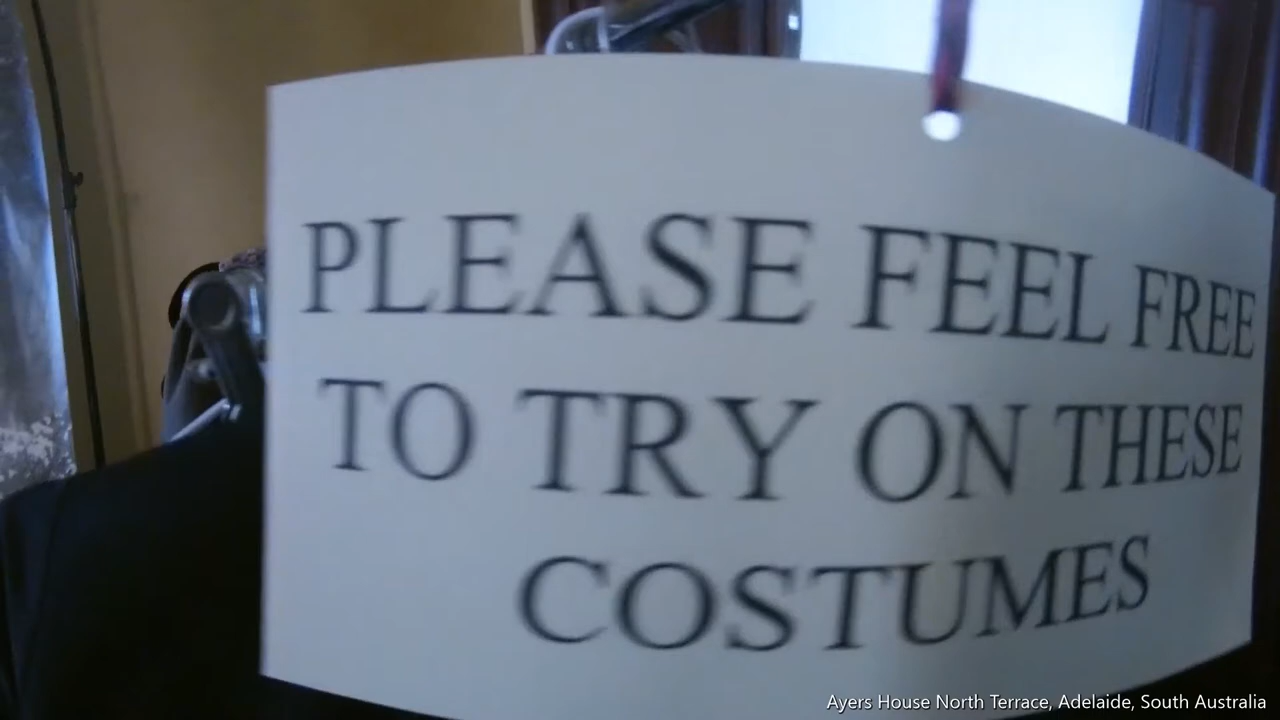 PLEASE FEEL FREE
TO TRY ON THESE
COSTUMES
Ayers House North Terrace, Adelaide, South Australia